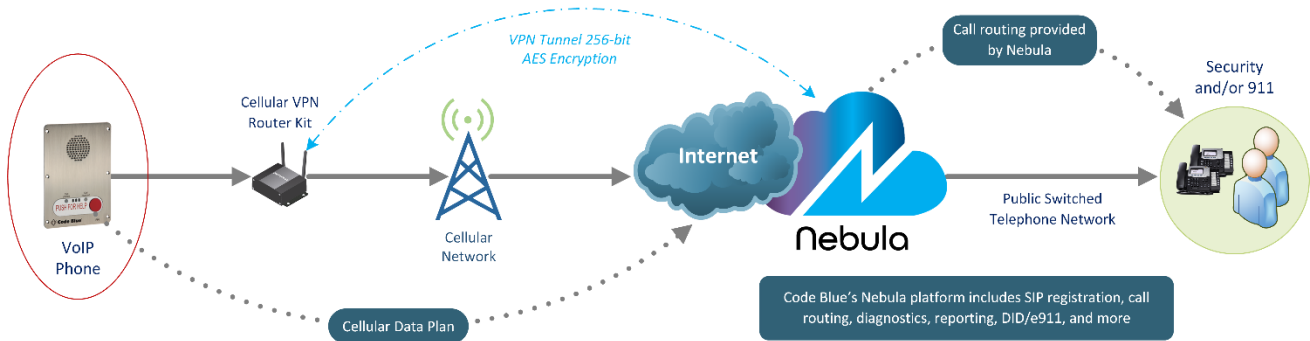 VPN Tunnel 256-bit
AES Encryption
Call routing provided
by Nebula
Security
and/or 911
Cellular VPN
Router Kit
Internet
PUSH FOR HELP
Code Blue
VoIP
Phone
Cellular
Network
nebula
Public Switched
Telephone Network
Cellular Data Plan
Code Blue’s Nebula platform includes SIP registration, call
routing, diagnostics, reporting, DID/e911, and more